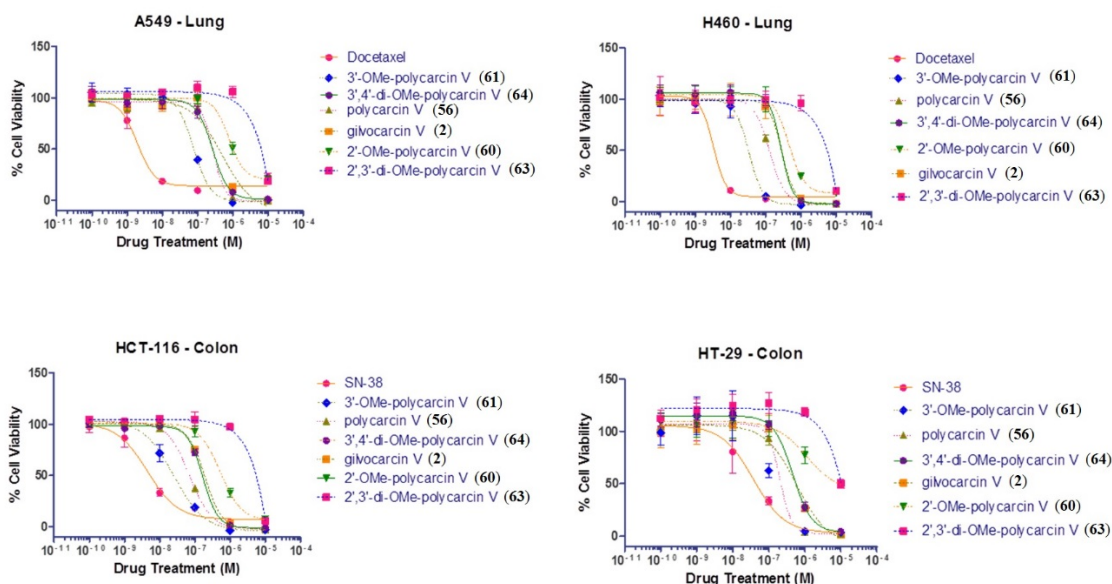 A549 - Lung
% Cell Viability
150
100
50
0
10⁻¹¹ 10⁻¹⁰ 10⁻⁹ 10⁻⁸ 10⁻⁷ 10⁻⁶ 10⁻⁵ 10⁻⁴
Drug Treatment (M)
Docetaxel
3'-OMe-polycarcin V (61)
3',4'-di-OMe-polycarcin V (64)
polycarcin V (56)
gilvocarcin V (2)
2'-OMe-polycarcin V (60)
2',3'-di-OMe-polycarcin V (63)
H460 - Lung
% Cell Viability
150
100
50
0
10⁻¹¹ 10⁻¹⁰ 10⁻⁹ 10⁻⁸ 10⁻⁷ 10⁻⁶ 10⁻⁵ 10⁻⁴
Drug Treatment (M)
Docetaxel
3'-OMe-polycarcin V (61)
polycarcin V (56)
3',4'-di-OMe-polycarcin V (64)
2'-OMe-polycarcin V (60)
gilvocarcin V (2)
2',3'-di-OMe-polycarcin V (63)
HCT-116 - Colon
% Cell Viability
150
100
50
0
10⁻¹¹ 10⁻¹⁰ 10⁻⁹ 10⁻⁸ 10⁻⁷ 10⁻⁶ 10⁻⁵ 10⁻⁴
Drug Treatment (M)
SN-38
3'-OMe-polycarcin V (61)
polycarcin V (56)
3',4'-di-OMe-polycarcin V (64)
gilvocarcin V (2)
2'-OMe-polycarcin V (60)
2',3'-di-OMe-polycarcin V (63)
HT-29 - Colon
% Cell Viability
150
100
50
0
10⁻¹¹ 10⁻¹⁰ 10⁻⁹ 10⁻⁸ 10⁻⁷ 10⁻⁶ 10⁻⁵ 10⁻⁴
Drug Treatment (M)
SN-38
3'-OMe-polycarcin V (61)
polycarcin V (56)
3',4'-di-OMe-polycarcin V (64)
gilvocarcin V (2)
2'-OMe-polycarcin V (60)
2',3'-di-OMe-polycarcin V (63)